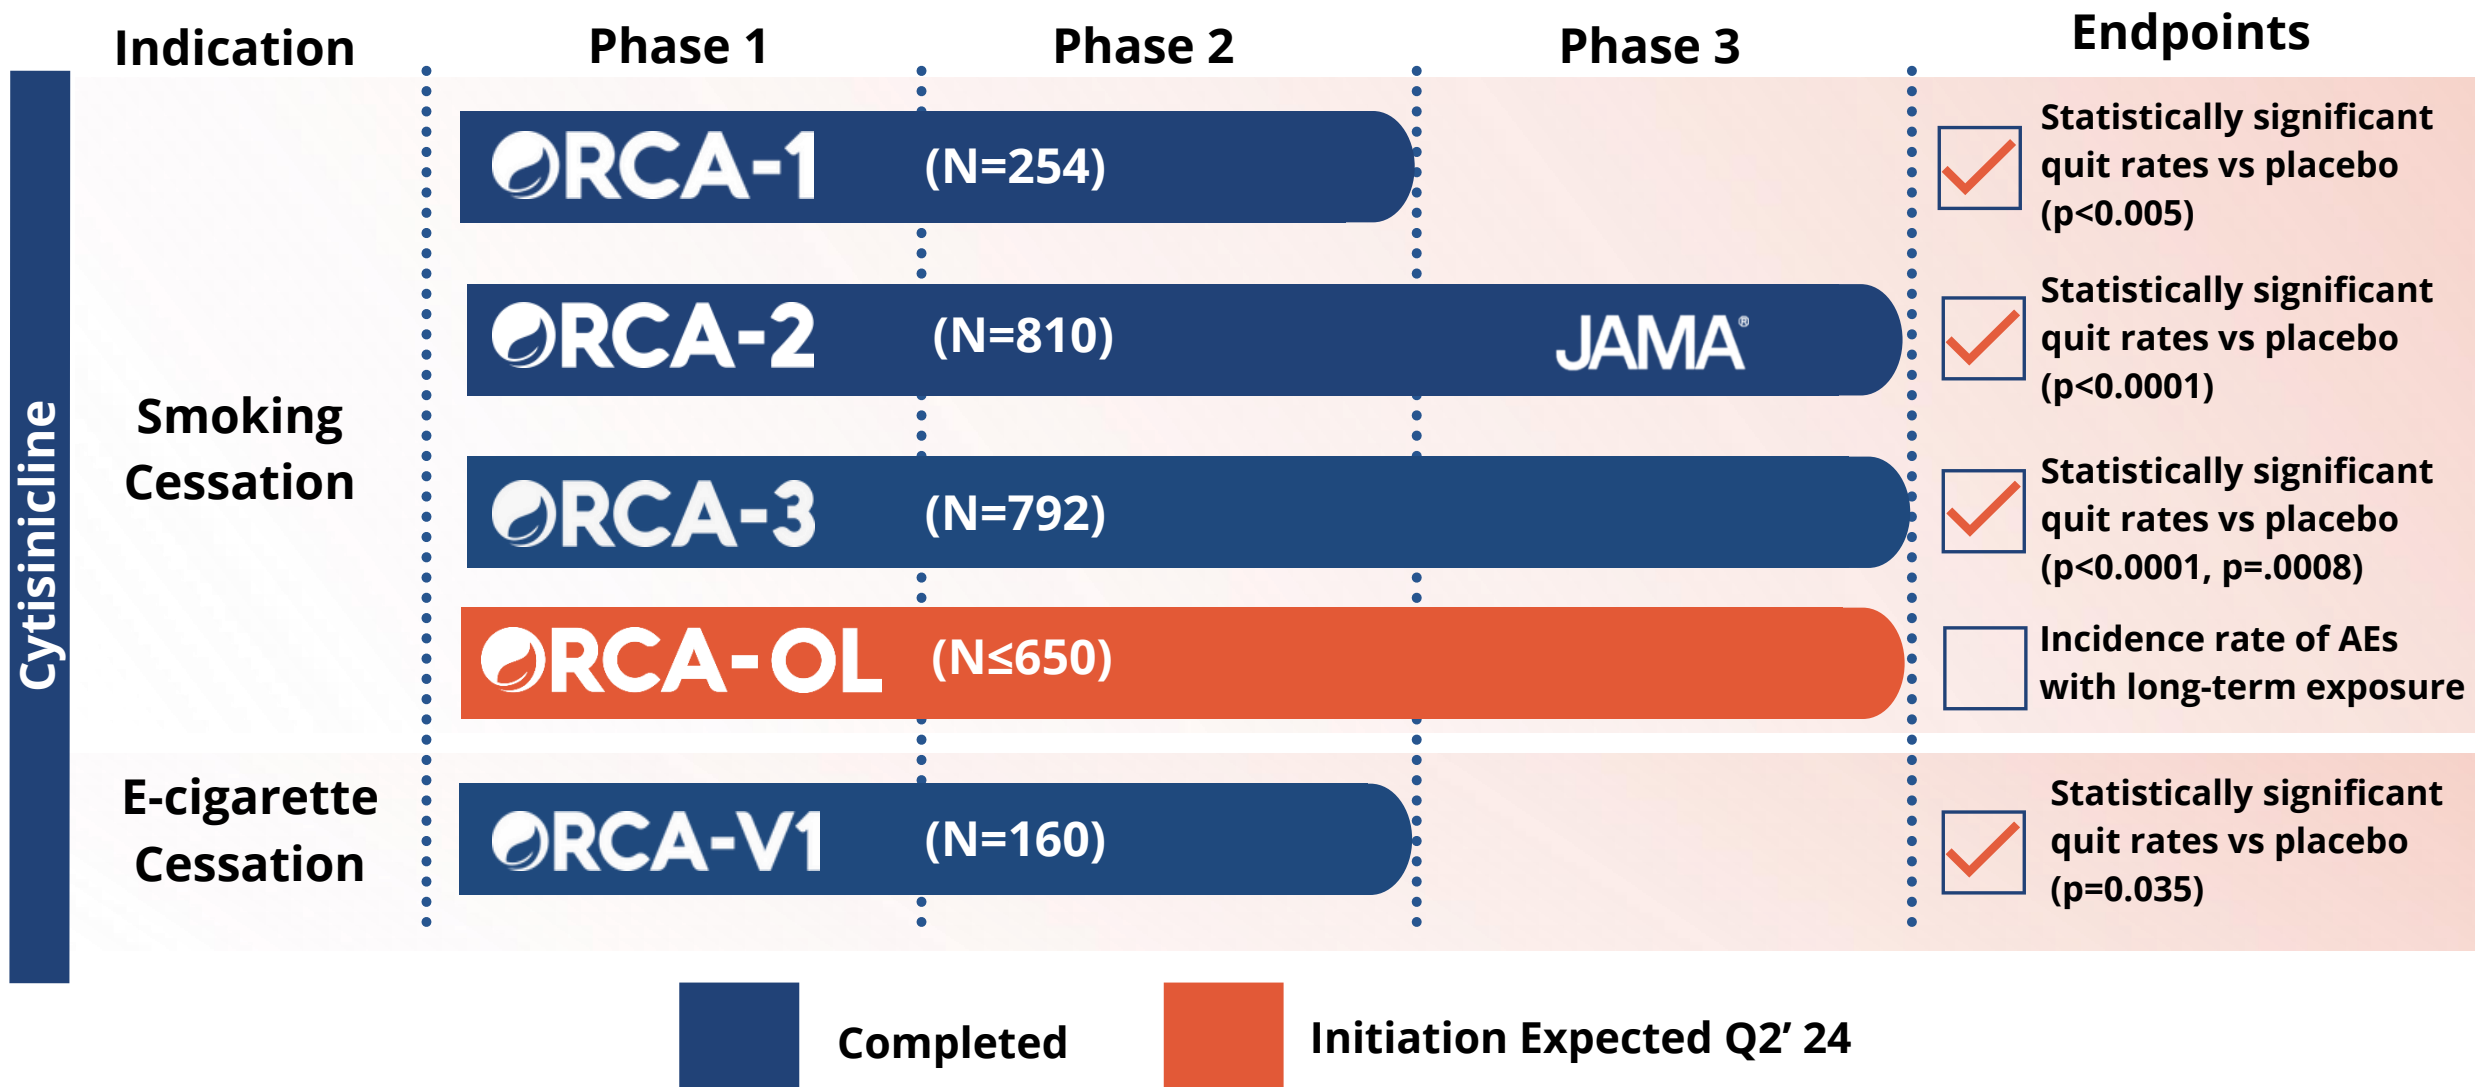 Indication
Phase 1
Phase 2
Phase 3
Endpoints
Cytisinicline
Smoking
Cessation
ORCA-1
(N=254)
Statistically significant
quit rates vs placebo
(p<0.005)
ORCA-2
(N=810)
JAMA®
Statistically significant
quit rates vs placebo
(p<0.0001)
ORCA-3
(N=792)
Statistically significant
quit rates vs placebo
(p<0.0001, p=.0008)
ORCA-OL
(N≤650)
Incidence rate of AEs
with long-term exposure
E-cigarette
Cessation
ORCA-V1
(N=160)
Statistically significant
quit rates vs placebo
(p=0.035)
Completed
Initiation Expected Q2’ 24